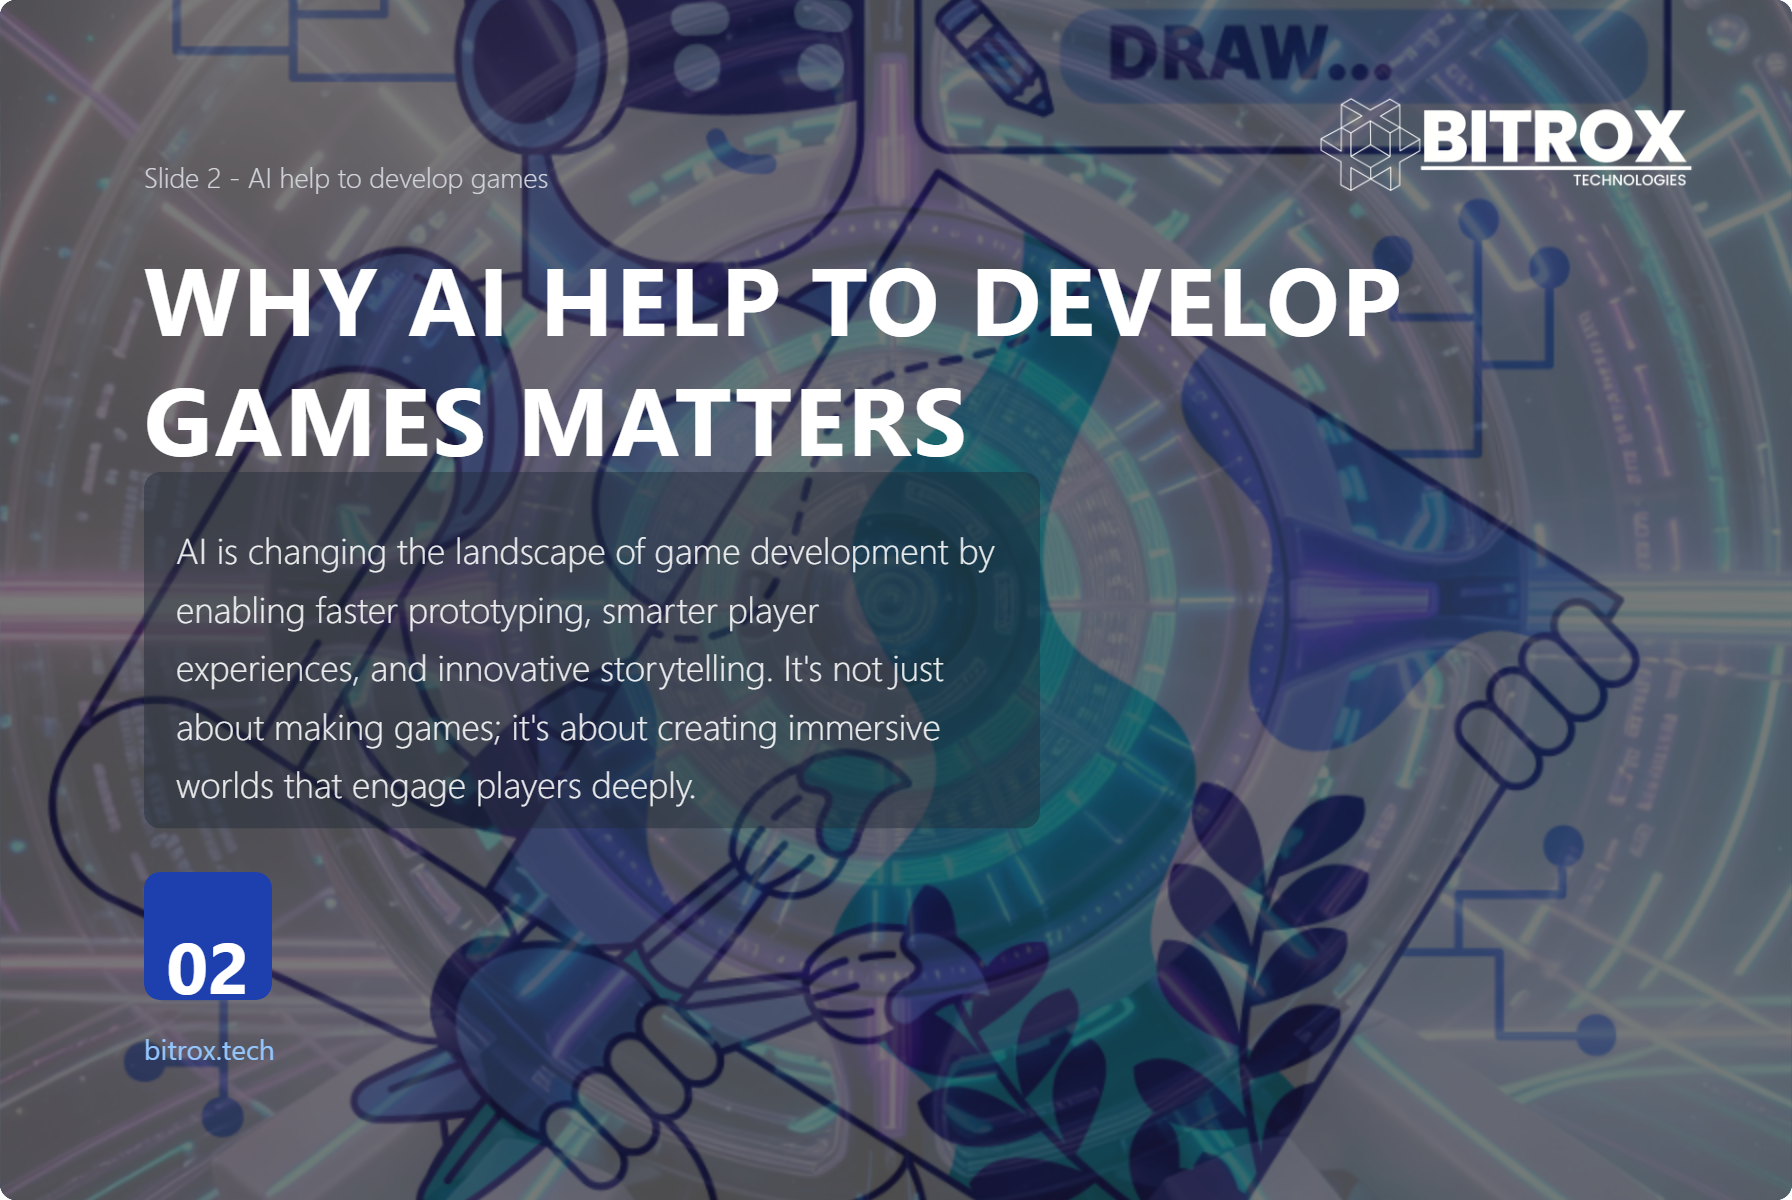 DRAW...
BITROX
TECHNOLOGIES
Slide 2 - AI help to develop games
WHY AI HELP TO DEVELOP
GAMES MATTERS
AI is changing the landscape of game development by
enabling faster prototyping, smarter player
experiences, and innovative storytelling. It's not just
about making games; it's about creating immersive
worlds that engage players deeply.
02
bitrox.tech